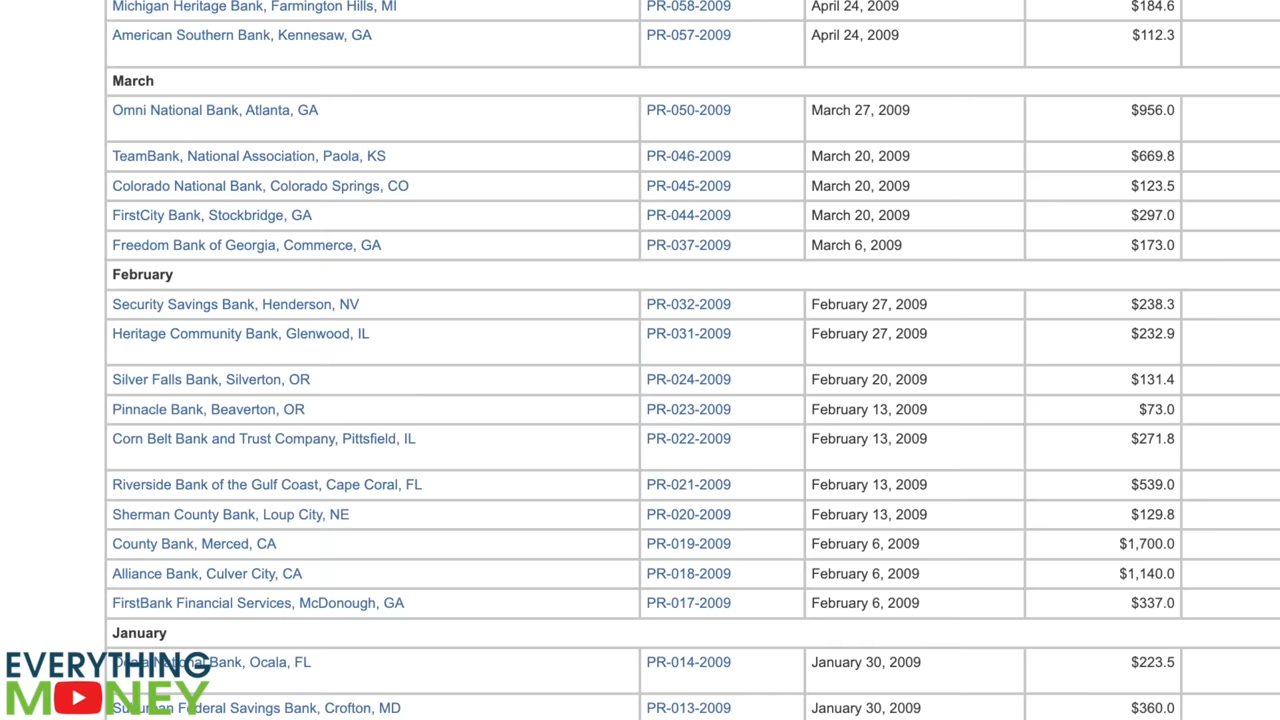 Michigan Heritage Bank, Farmington Hills, MI PR-058-2009 April 24, 2009 $184.6
American Southern Bank, Kennesaw, GA PR-057-2009 April 24, 2009 $112.3
March
Omni National Bank, Atlanta, GA PR-050-2009 March 27, 2009 $956.0
TeamBank, National Association, Paola, KS PR-046-2009 March 20, 2009 $669.8
Colorado National Bank, Colorado Springs, CO PR-045-2009 March 20, 2009 $123.5
FirstCity Bank, Stockbridge, GA PR-044-2009 March 20, 2009 $297.0
Freedom Bank of Georgia, Commerce, GA PR-037-2009 March 6, 2009 $173.0
February
Security Savings Bank, Henderson, NV PR-032-2009 February 27, 2009 $238.3
Heritage Community Bank, Glenwood, IL PR-031-2009 February 27, 2009 $232.9
Silver Falls Bank, Silverton, OR PR-024-2009 February 20, 2009 $131.4
Pinnacle Bank, Beaverton, OR PR-023-2009 February 13, 2009 $73.0
Corn Belt Bank and Trust Company, Pittsfield, IL PR-022-2009 February 13, 2009 $271.8
Riverside Bank of the Gulf Coast, Cape Coral, FL PR-021-2009 February 13, 2009 $539.0
Sherman County Bank, Loup City, NE PR-020-2009 February 13, 2009 $129.8
County Bank, Merced, CA PR-019-2009 February 6, 2009 $1,700.0
Alliance Bank, Culver City, CA PR-018-2009 February 6, 2009 $1,140.0
FirstBank Financial Services, McDonough, GA PR-017-2009 February 6, 2009 $337.0
January
Ocala National Bank, Ocala, FL PR-014-2009 January 30, 2009 $223.5
Suburban Federal Savings Bank, Crofton, MD PR-013-2009 January 30, 2009 $360.0
EVERYTHING
MONEY